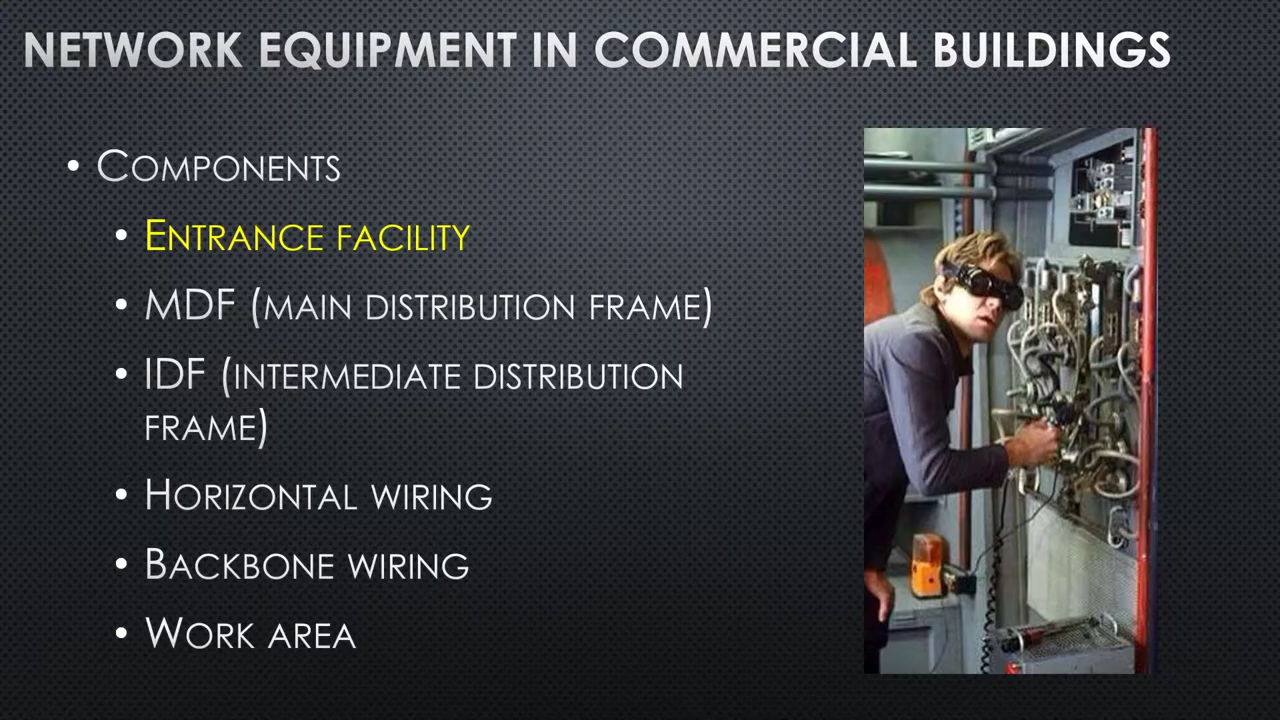 NETWORK EQUIPMENT IN COMMERCIAL BUILDINGS
• COMPONENTS
• ENTRANCE FACILITY
• MDF (MAIN DISTRIBUTION FRAME)
• IDF (INTERMEDIATE DISTRIBUTION
FRAME)
• HORIZONTAL WIRING
• BACKBONE WIRING
• WORK AREA